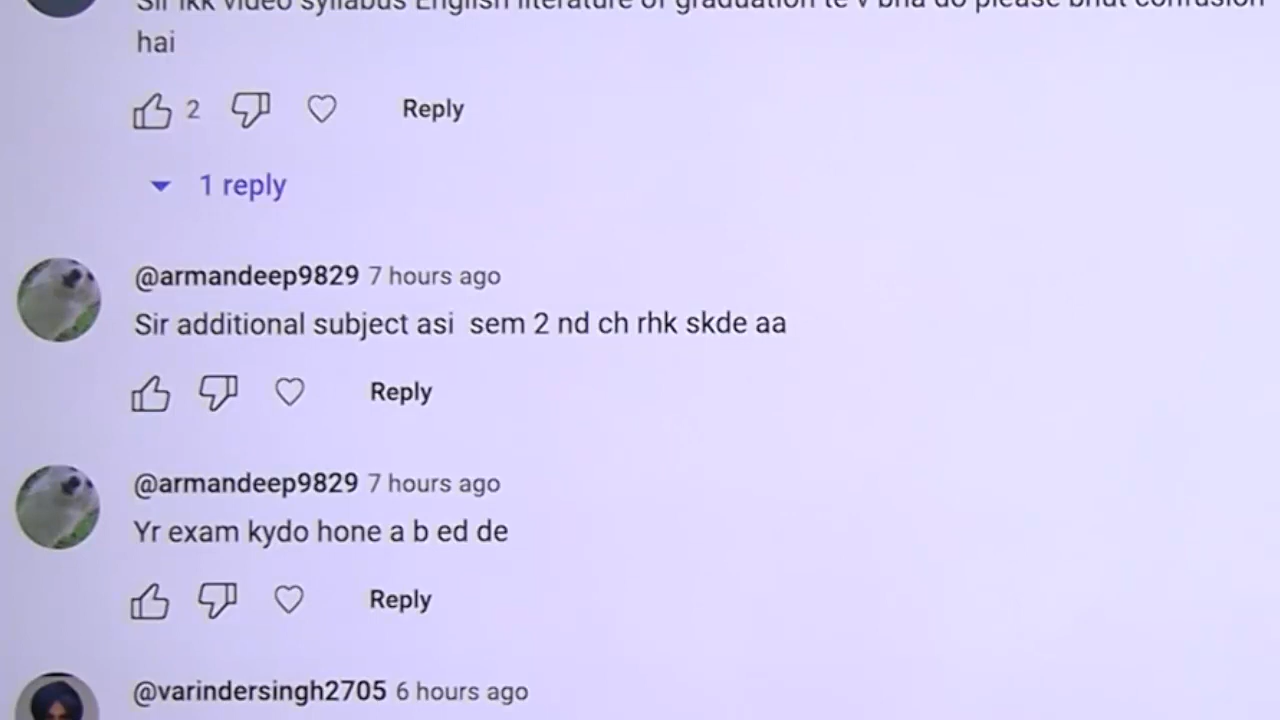 Sir ikk video syllabus English literature of graduation te v bna do please bhut confusion
hai
2
Reply
1 reply
@armandeep9829 7 hours ago
Sir additional subject asi  sem 2 nd ch rhk skde aa
Reply
@armandeep9829 7 hours ago
Yr exam kydo hone a b ed de
Reply
@varindersingh2705 6 hours ago